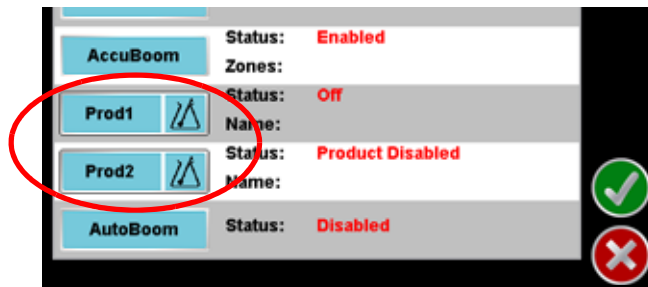 AccuBoom Status: Enabled
Zones:
Prod1 Status: Off
Name:
Prod2 Status: Product Disabled
Name:
AutoBoom Status: Disabled